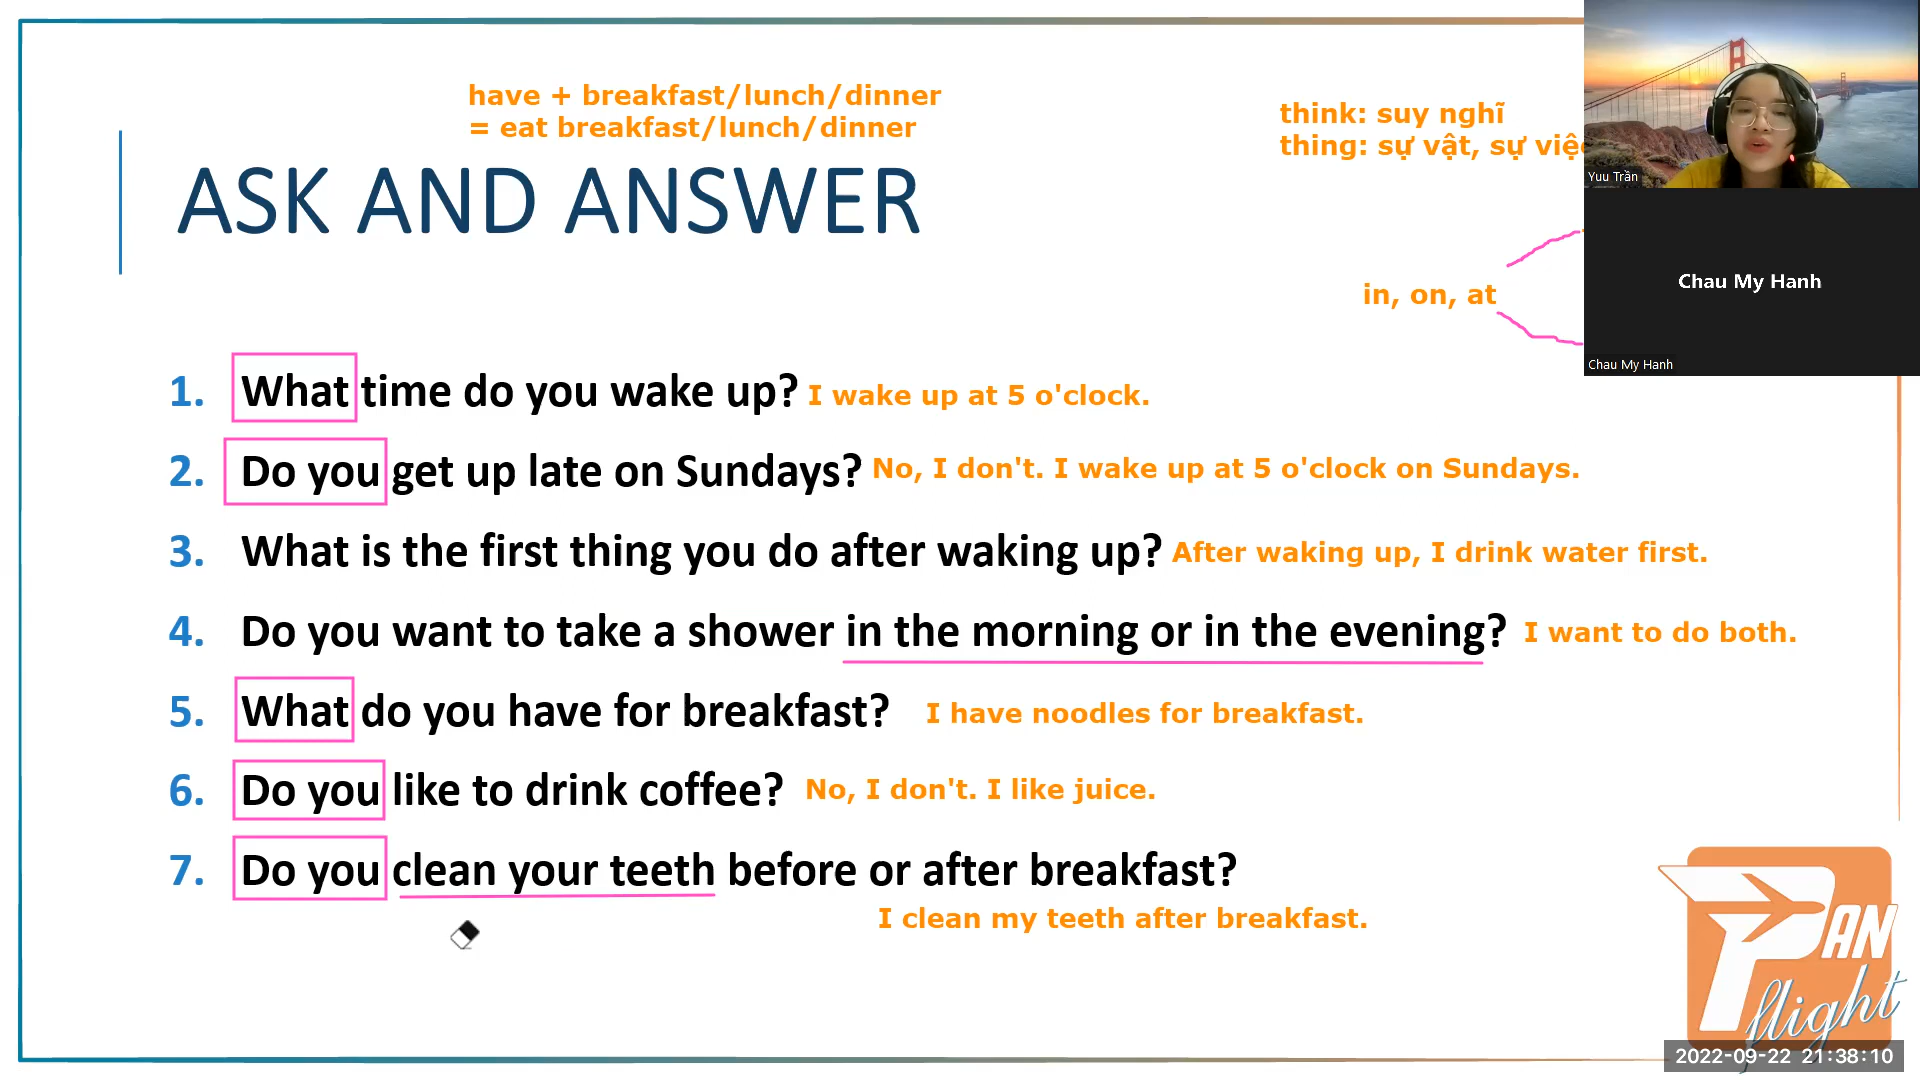 have + breakfast/lunch/dinner
= eat breakfast/lunch/dinner
think: suy nghĩ
thing: sự vật, sự việc
Yuu Trần
ASK AND ANSWER
Chau My Hanh
in, on, at
Chau My Hanh
1. What time do you wake up? I wake up at 5 o'clock.
2. Do you get up late on Sundays? No, I don't. I wake up at 5 o'clock on Sundays.
3. What is the first thing you do after waking up? After waking up, I drink water first.
4. Do you want to take a shower in the morning or in the evening? I want to do both.
5. What do you have for breakfast? I have noodles for breakfast.
6. Do you like to drink coffee? No, I don't. I like juice.
7. Do you clean your teeth before or after breakfast?
I clean my teeth after breakfast.
PAN
flight
2022-09-22 21:38:10